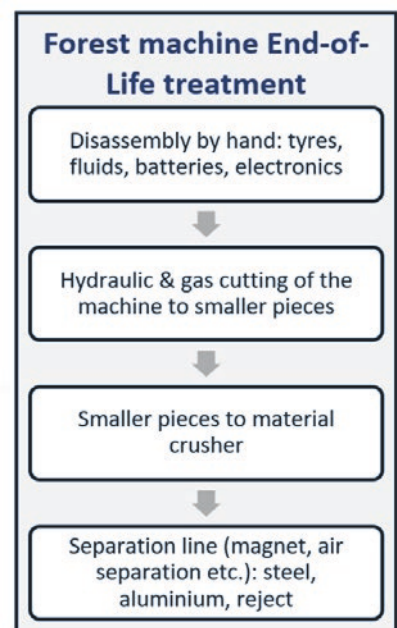 Forest machine End-of-
Life treatment
Disassembly by hand: tyres,
fluids, batteries, electronics
Hydraulic & gas cutting of the
machine to smaller pieces
Smaller pieces to material
crusher
Separation line (magnet, air
separation etc.): steel,
aluminium, reject